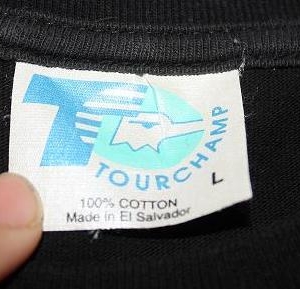 T
TOURCHAMP
L
100% COTTON
Made in El Salvador